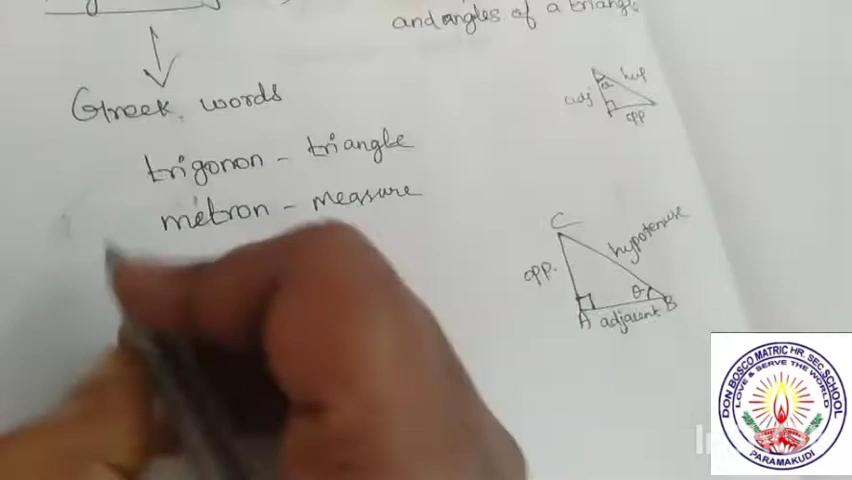 and angles of a triangle
Greek words
trigonon - triangle
metron - measure
hyp
adj
opp
C
hypotenuse
opp.
θ
A
B
adjacent
DON BOSCO MATRIC HR. SEC. SCHOOL
LOVE & SERVE THE WORLD
PARAMAKUDI